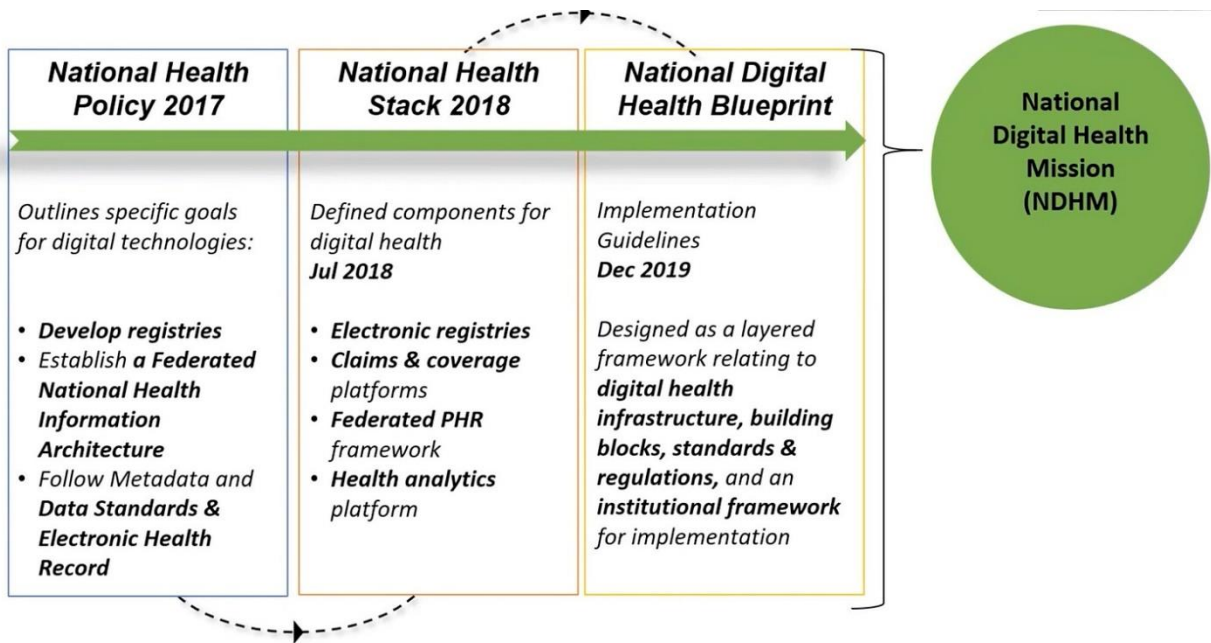 National Health
Policy 2017
Outlines specific goals
for digital technologies:
• Develop registries
• Establish a Federated
National Health
Information
Architecture
• Follow Metadata and
Data Standards &
Electronic Health
Record
National Health
Stack 2018
Defined components for
digital health
Jul 2018
• Electronic registries
• Claims & coverage
platforms
• Federated PHR
framework
• Health analytics
platform
National Digital
Health Blueprint
Implementation
Guidelines
Dec 2019
Designed as a layered
framework relating to
digital health
infrastructure, building
blocks, standards &
regulations, and an
institutional framework
for implementation
National
Digital Health
Mission
(NDHM)